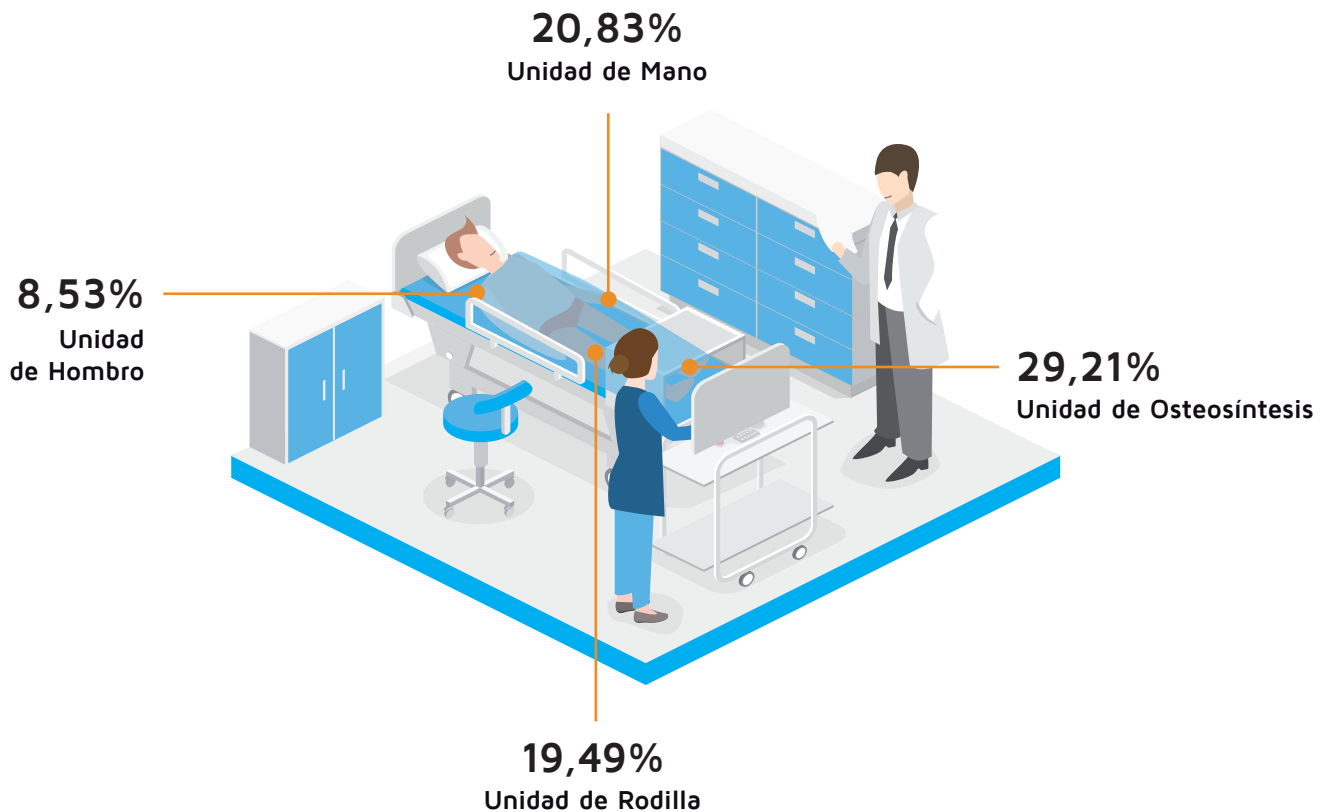 20,83%
Unidad de Mano
8,53%
Unidad
de Hombro
29,21%
Unidad de Osteosíntesis
19,49%
Unidad de Rodilla